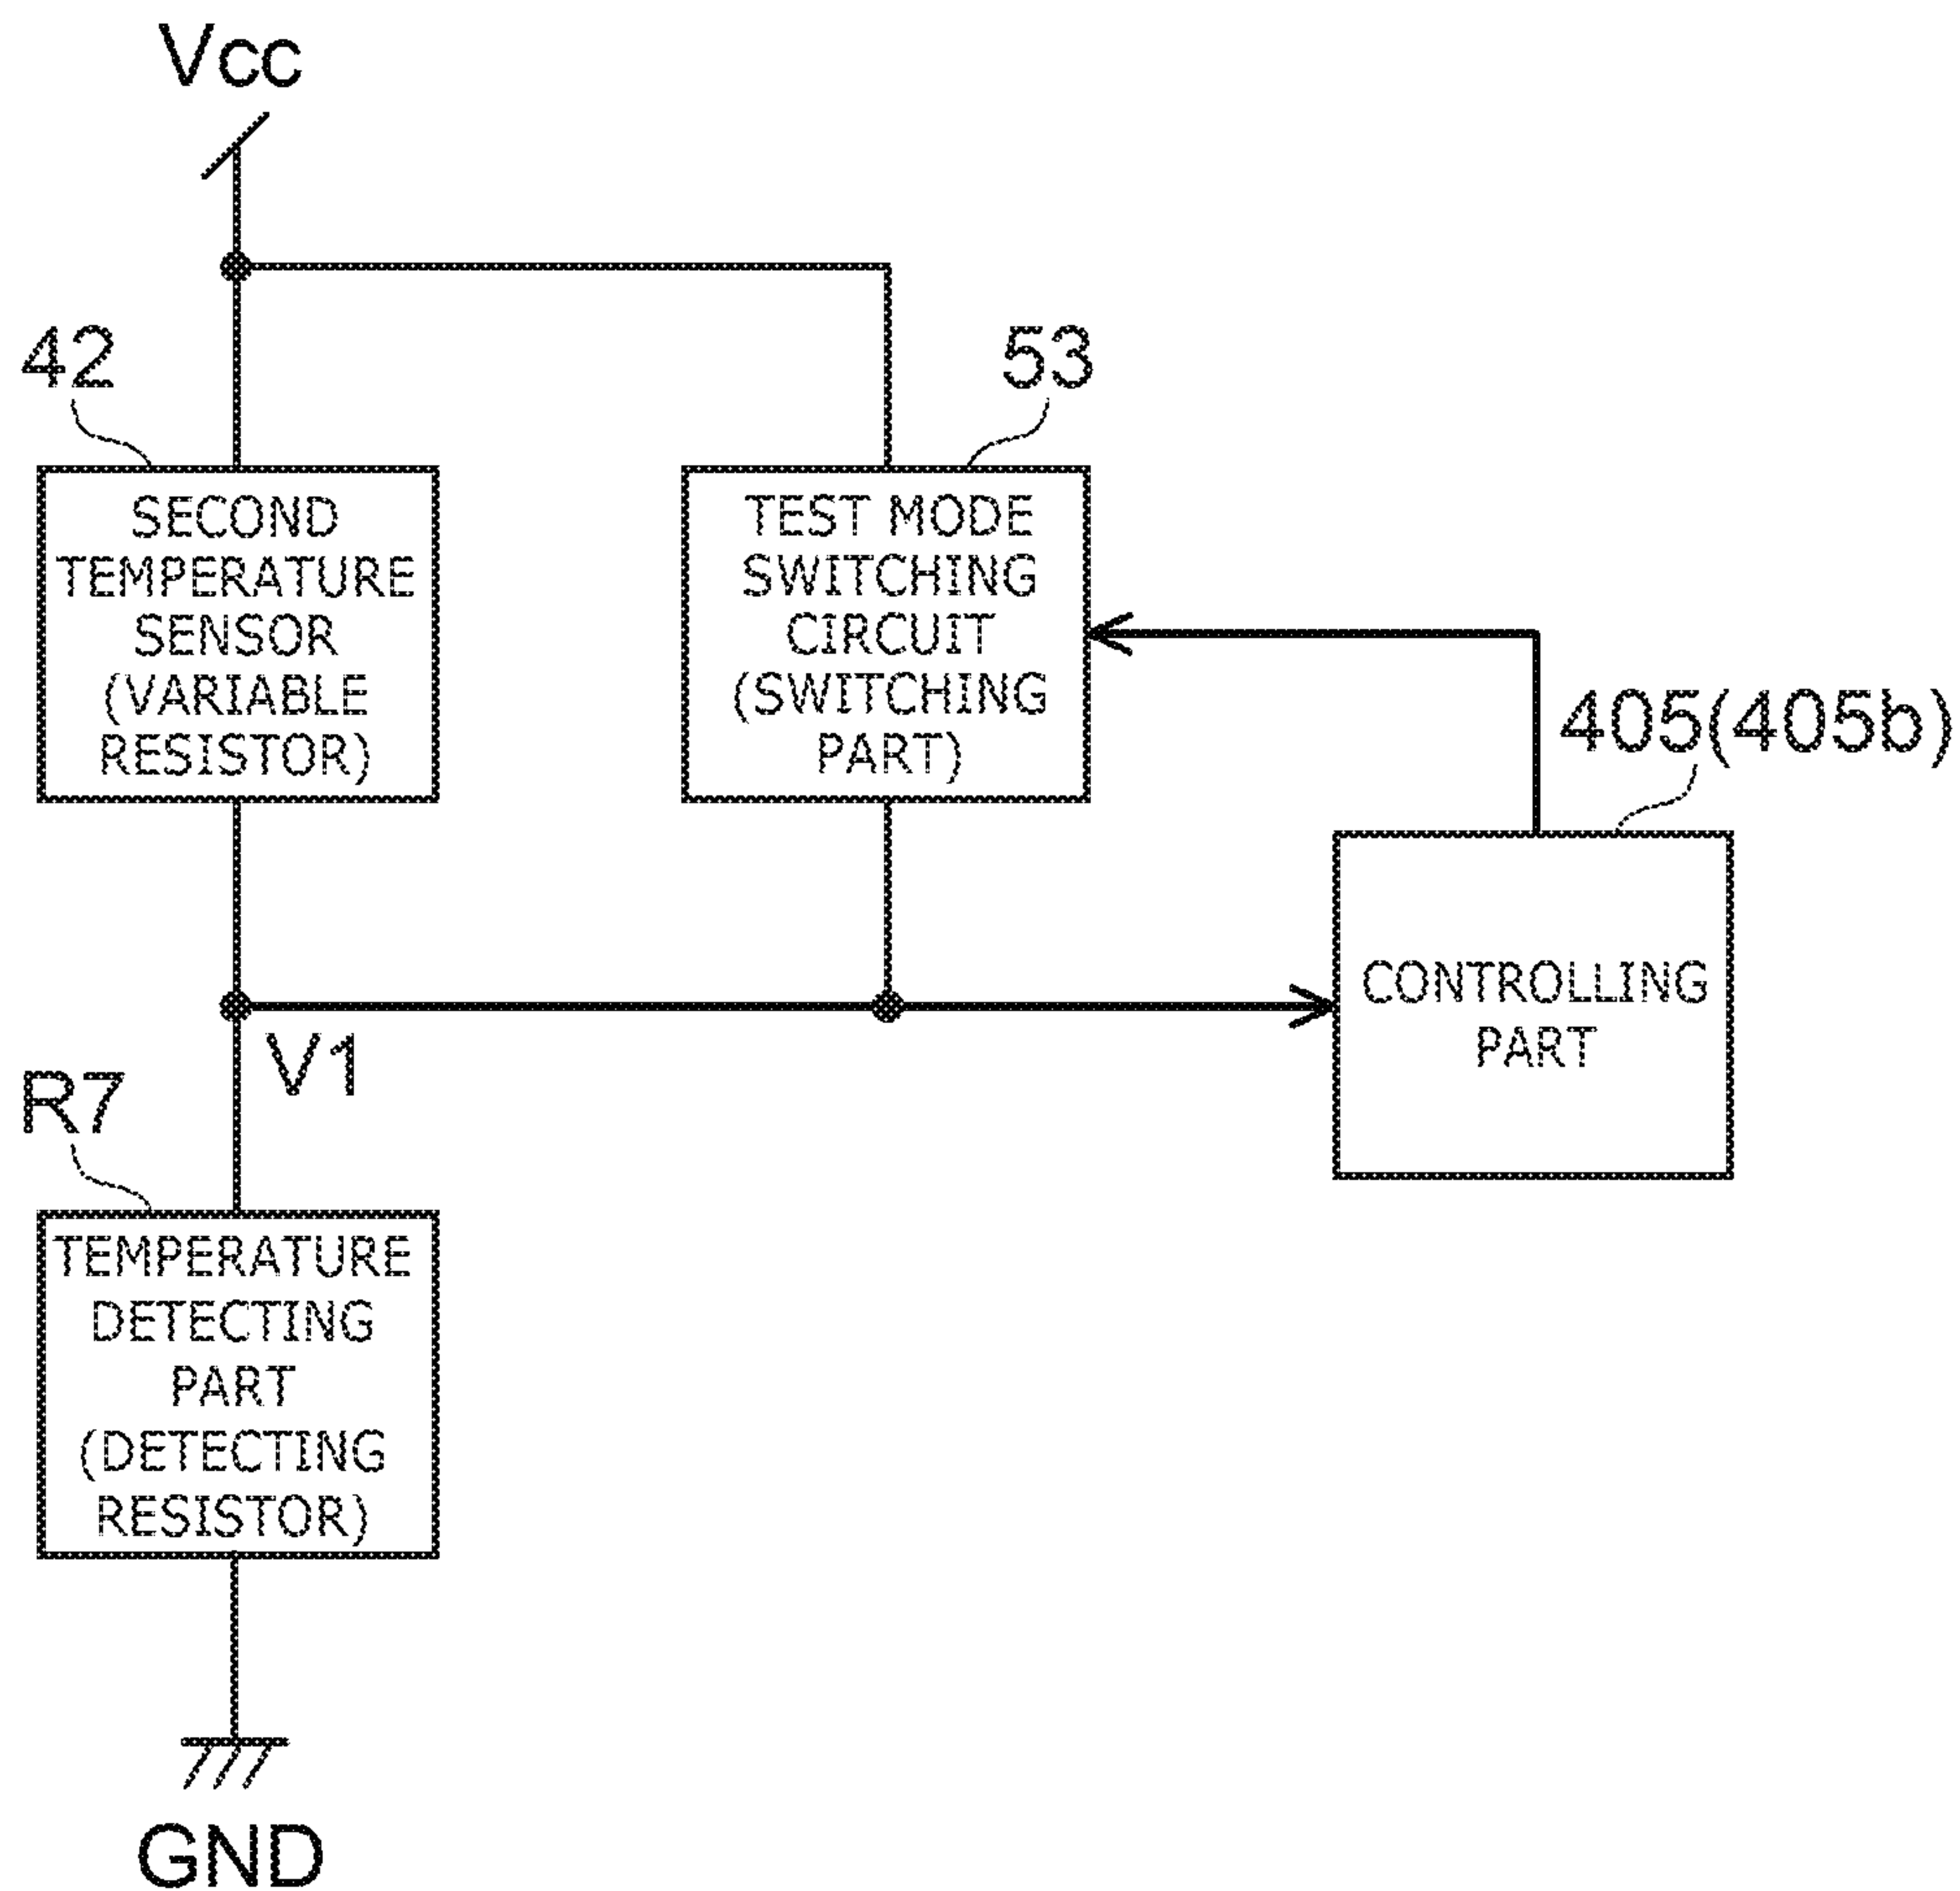 Vcc
42
53
SECOND
TEMPERATURE
SENSOR
(VARIABLE
RESISTOR)
TEST MODE
SWITCHING
CIRCUIT
(SWITCHING
PART)
405(405b)
CONTROLLING
PART
V1
R7
TEMPERATURE
DETECTING
PART
(DETECTING
RESISTOR)
GND